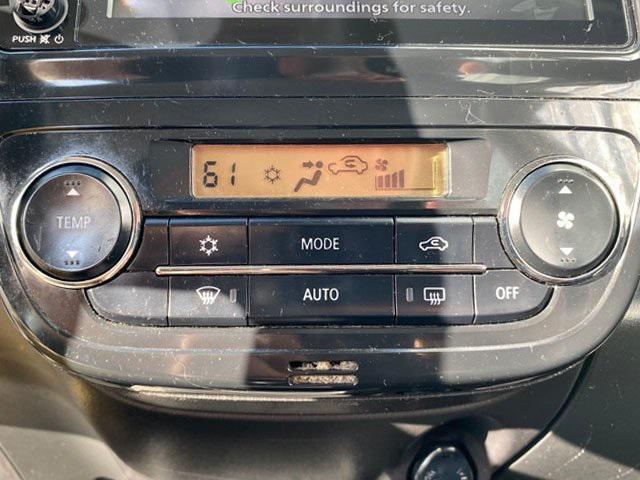 Check surroundings for safety.
PUSH
61
TEMP
MODE
AUTO
OFF